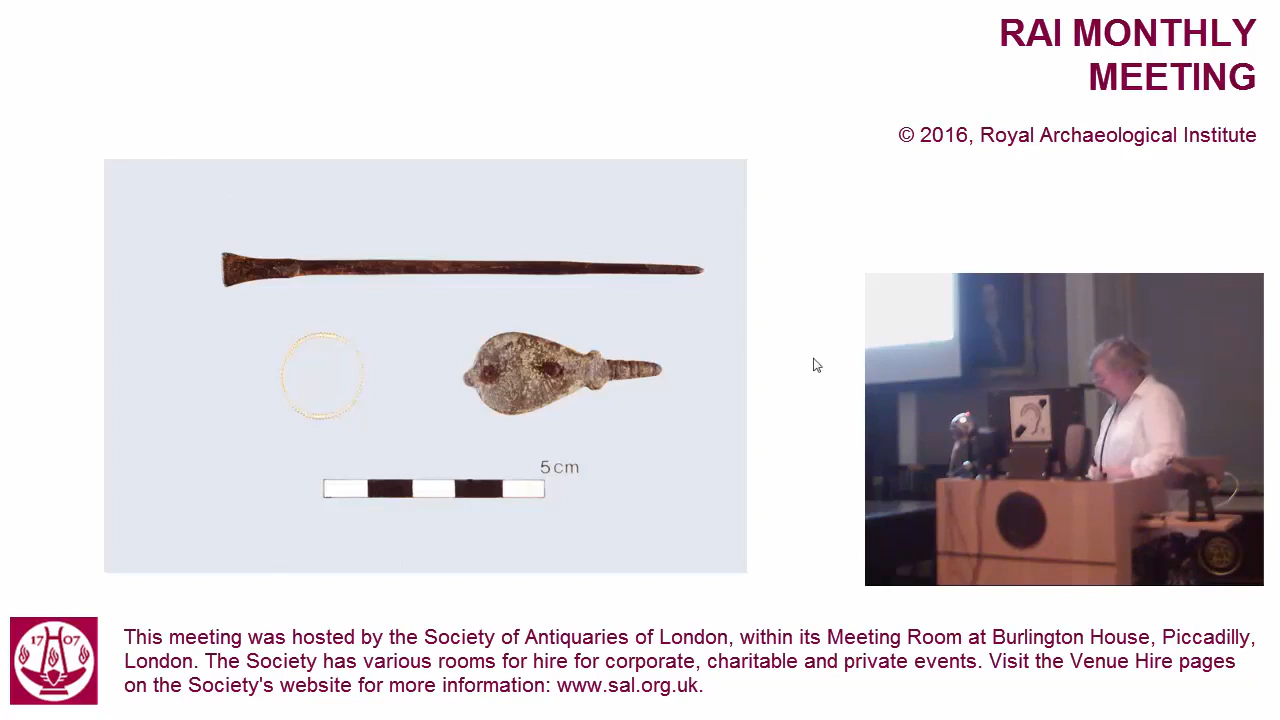 RAI MONTHLY
MEETING
© 2016, Royal Archaeological Institute
5cm
17 07
This meeting was hosted by the Society of Antiquaries of London, within its Meeting Room at Burlington House, Piccadilly,
London. The Society has various rooms for hire for corporate, charitable and private events. Visit the Venue Hire pages
on the Society's website for more information: www.sal.org.uk.